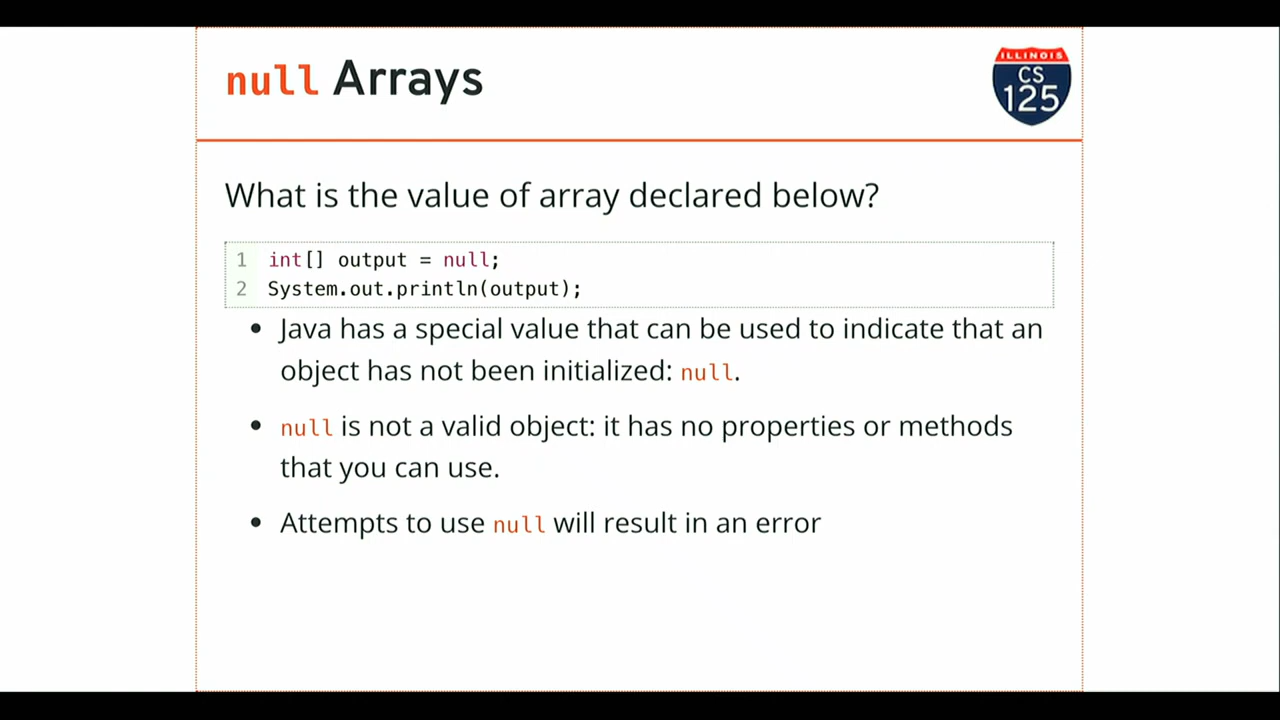 null Arrays
ILLINOIS
CS
125
What is the value of array declared below?
1 int[] output = null;
2 System.out.println(output);
• Java has a special value that can be used to indicate that an
object has not been initialized: null.
• null is not a valid object: it has no properties or methods
that you can use.
• Attempts to use null will result in an error